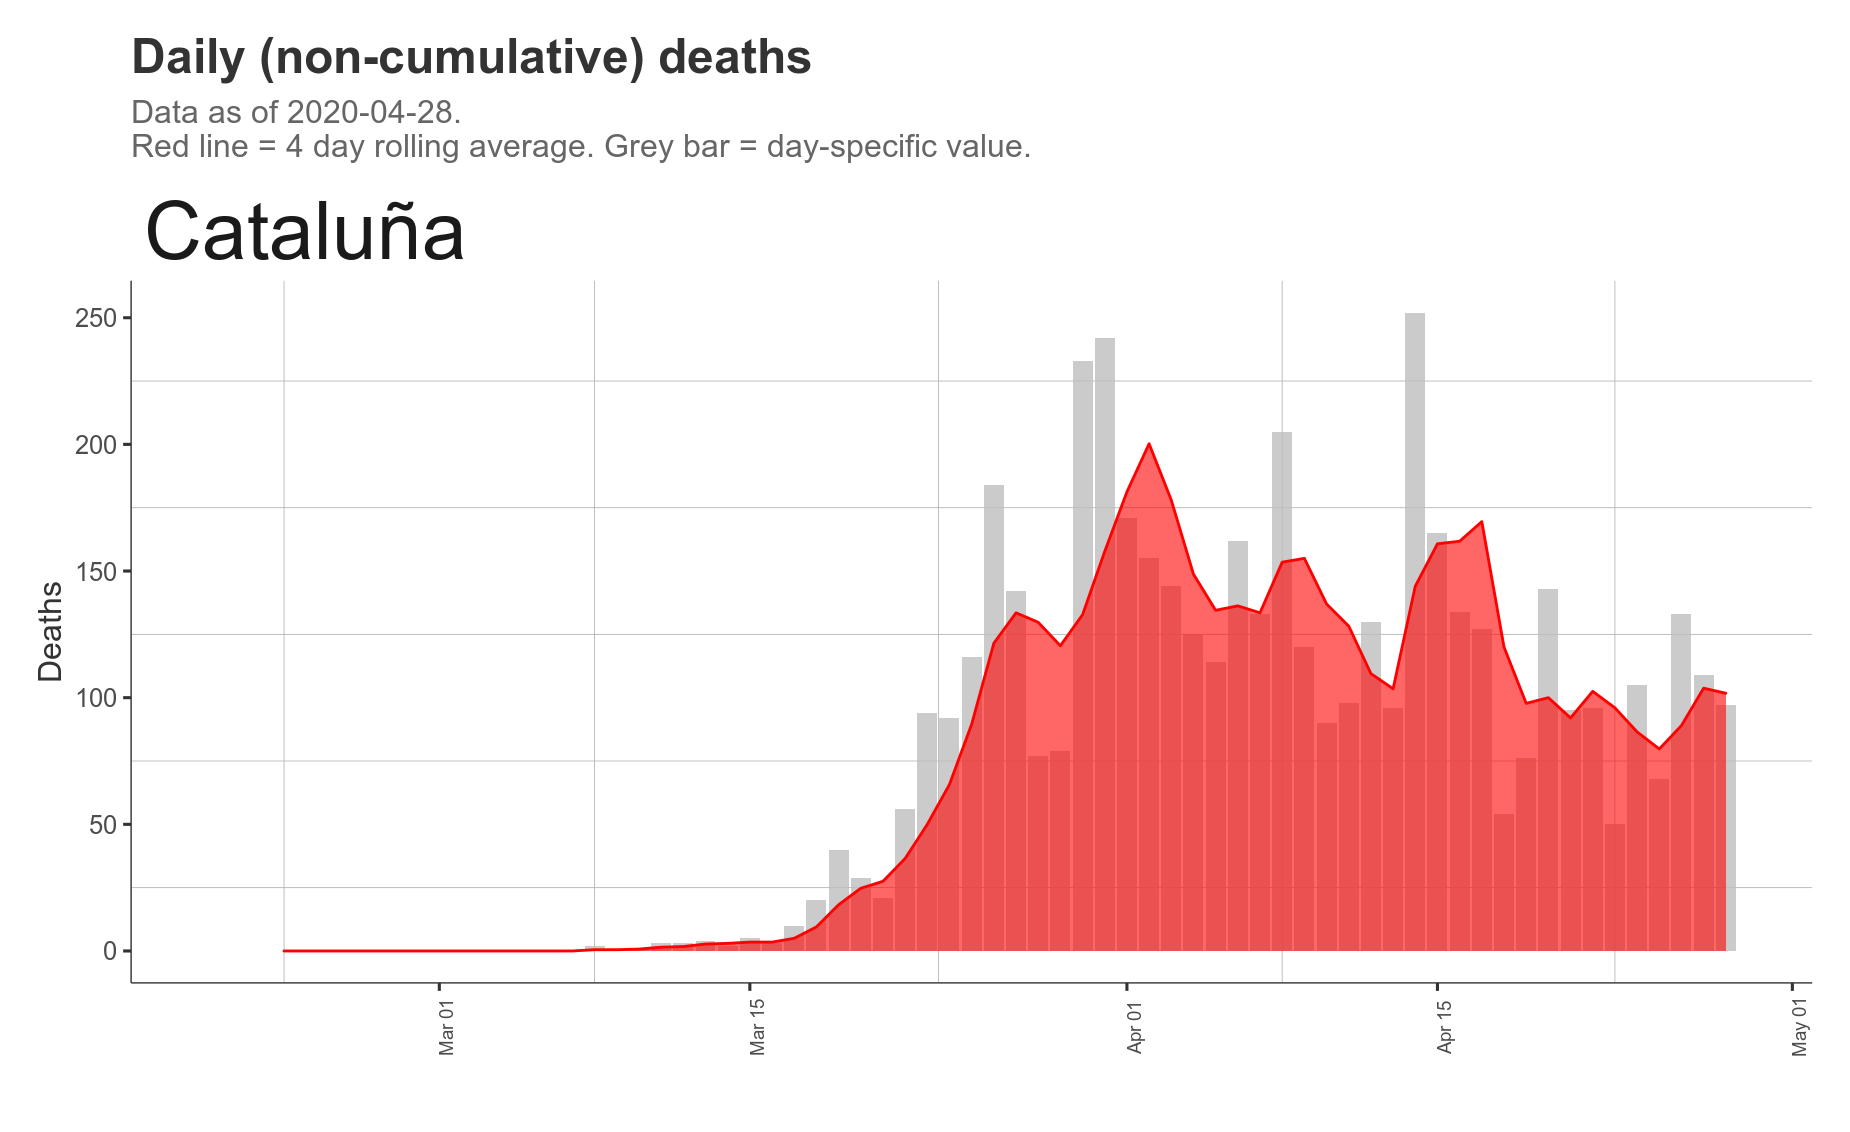 Daily (non-cumulative) deaths
Data as of 2020-04-28.
Red line = 4 day rolling average. Grey bar = day-specific value.
Cataluña
Deaths
250
200
150
100
50
0
Mar 01
Mar 15
Apr 01
Apr 15
May 01